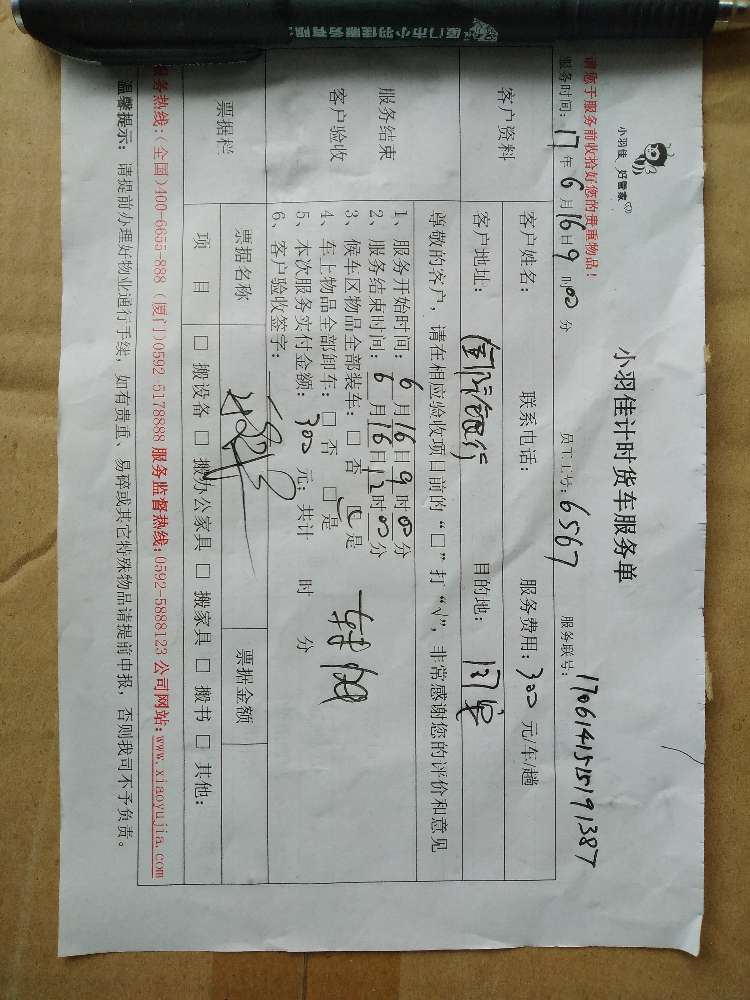 厦门市小羽佳家政服务有限
小羽佳 好管家
小羽佳计时货车服务单
请您于服务前收拾好您的贵重物品!
服务时间: 17 年 6 月 16 日 9 时 00 分 员工工号: 6567 服务联号: 1706141515191387
客户资料
客户姓名: 联系电话: 服务费用: 300 元/车/趟
客户地址: 国际银行 目的地:
服务结束
客户验收
尊敬的客户, 请在相应验收项目前的“□”打“√”, 非常感谢您的评价和意见
1、服务开始时间: 6 月 16 日 9 时 00 分
2、服务结束时间: 6 月 16 日 12 时 00 分
3、候车区物品全部装车: □ 否 是
4、车上物品全部卸车: □ 否 □ 是
5、本次服务实付金额: 300 元; 共计 时 分
6、客户验收签字:
票据栏
票据名称 票据金额
项 目 □ 搬设备 □ 搬办公家具 □ 搬家具 □ 搬书 □ 其他:
服务热线:(全国)400-6655-888 (厦门)0592-5178888 服务监督热线:0592-5888123 公司网站:www.xiaoyujia.com
温馨提示: 请提前办理好物业通行手续, 如有贵重、易碎或其它特殊物品请提前申报, 否则我司不予负责。